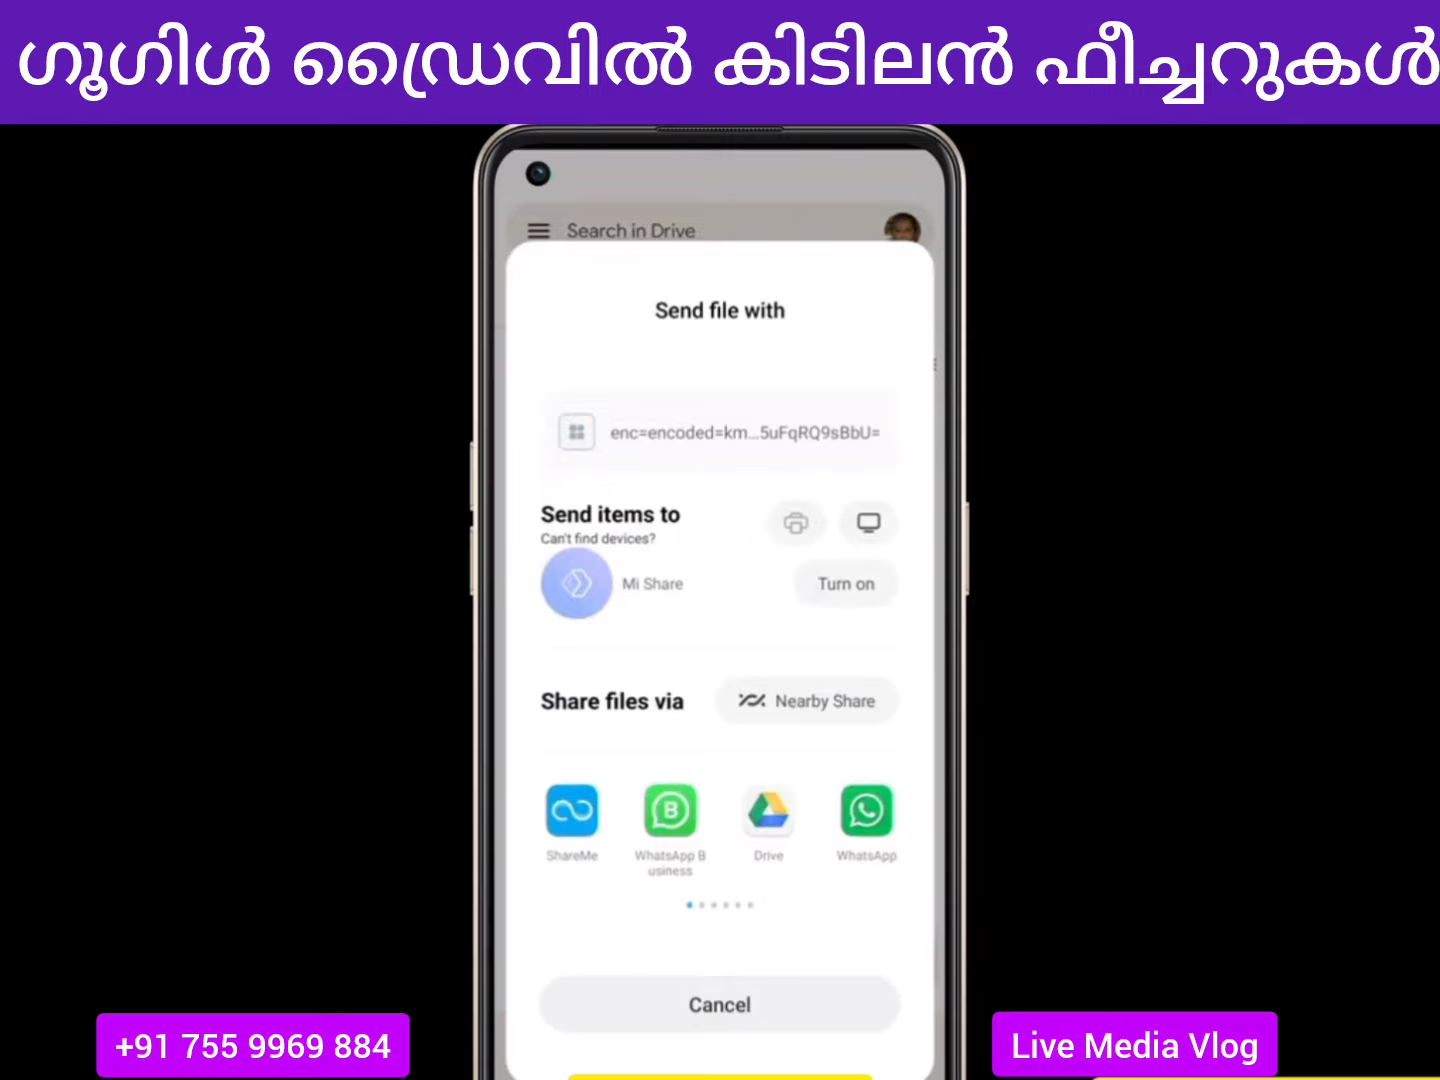 ഗൂഗിൾ ഡ്രൈവിൽ കിടിലൻ ഫീച്ചറുകൾ
Search in Drive
Send file with
enc=encoded=km...5uFqRQ9sBbU=
Send items to
Can't find devices?
Mi Share
Turn on
Share files via
Nearby Share
ShareMe
WhatsApp B
usiness
Drive
WhatsApp
Cancel
+91 755 9969 884
Live Media Vlog